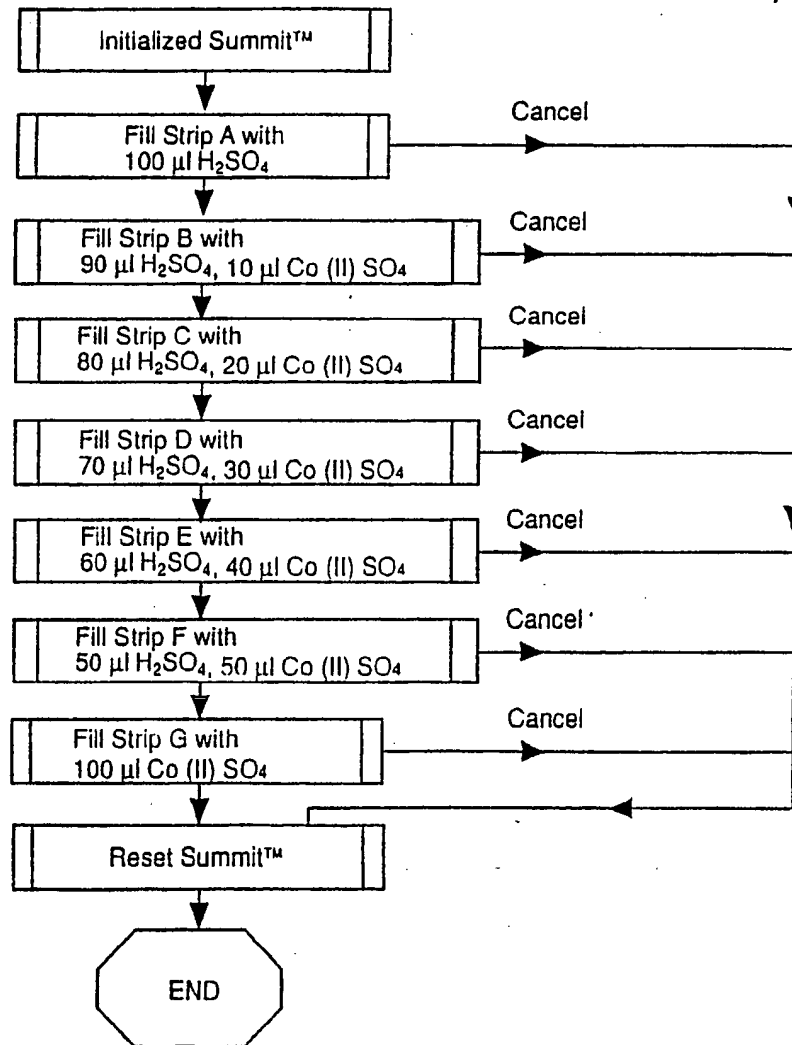 Initialized Summit™
Fill Strip A with
100 µl H₂SO₄
Cancel
Fill Strip B with
90 µl H₂SO₄, 10 µl Co (II) SO₄
Cancel
Fill Strip C with
80 µl H₂SO₄, 20 µl Co (II) SO₄
Cancel
Fill Strip D with
70 µl H₂SO₄, 30 µl Co (II) SO₄
Cancel
Fill Strip E with
60 µl H₂SO₄, 40 µl Co (II) SO₄
Cancel
Fill Strip F with
50 µl H₂SO₄, 50 µl Co (II) SO₄
Cancel
Fill Strip G with
100 µl Co (II) SO₄
Cancel
Reset Summit™
END